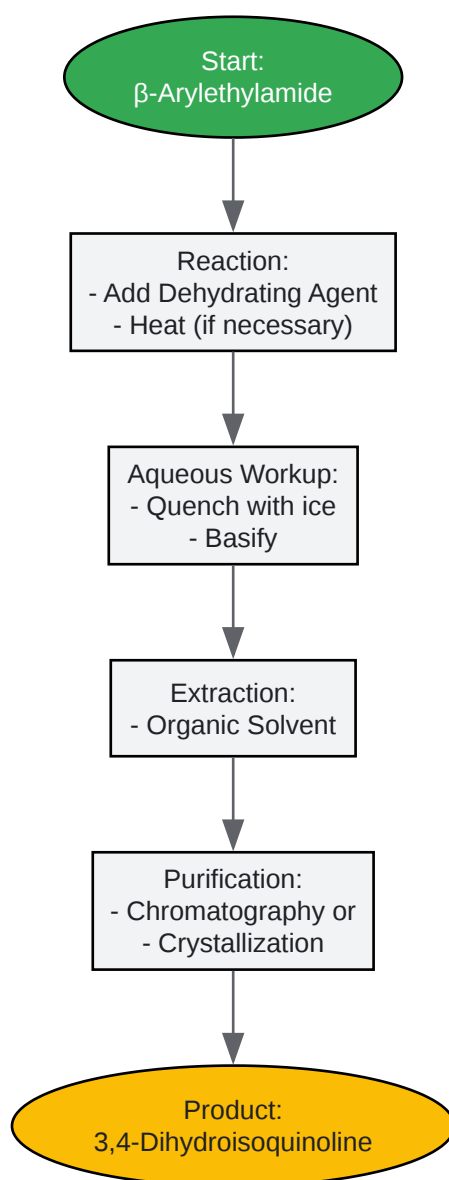 Start:
β-Arylethylamide
Reaction:
- Add Dehydrating Agent
- Heat (if necessary)
Aqueous Workup:
- Quench with ice
- Basify
Extraction:
- Organic Solvent
Purification:
- Chromatography or
- Crystallization
Product:
3,4-Dihydroisoquinoline